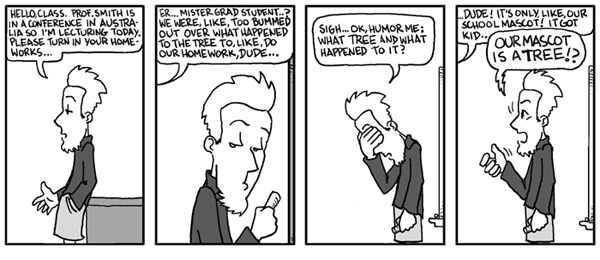 HELLO, CLASS. PROF. SMITH IS
IN A CONFERENCE IN AUSTRA-
LIA SO I'M LECTURING TODAY,
PLEASE TURN IN YOUR HOME-
WORKS...
ER... MISTER GRAD STUDENT..?
WE WERE, LIKE, TOO BUMMED
OUT OVER WHAT HAPPENED
TO THE TREE TO, LIKE, DO
OUR HOMEWORK, DUDE...
SIGH... OK, HUMOR ME;
WHAT TREE AND WHAT
HAPPENED TO IT?
..DUDE! IT'S ONLY, LIKE, OUR
SCHOOL MASCOT! IT GOT
KID..
OUR MASCOT
IS A TREE!?